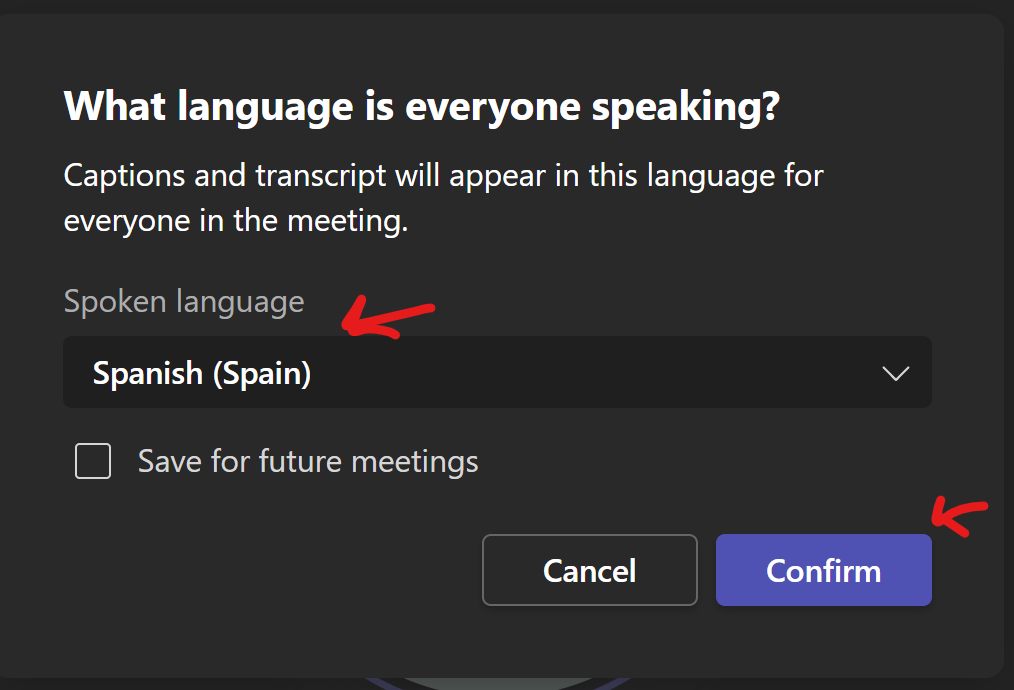 What language is everyone speaking?
Captions and transcript will appear in this language for
everyone in the meeting.
Spoken language
Spanish (Spain)
Save for future meetings
Cancel
Confirm